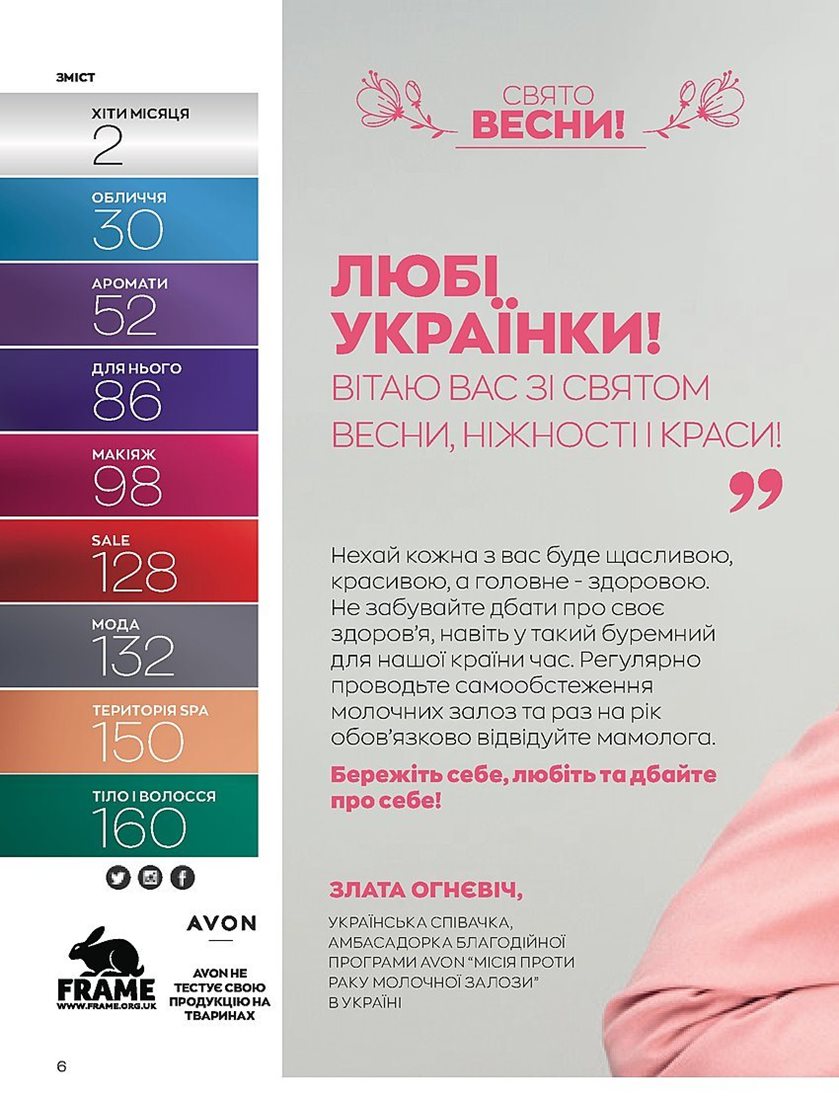 ЗМІСТ
ХІТИ МІСЯЦЯ
2
ОБЛИЧЧЯ
30
АРОМАТИ
52
ДЛЯ НЬОГО
86
МАКІЯЖ
98
SALE
128
МОДА
132
ТЕРИТОРІЯ SPA
150
ТІЛО І ВОЛОССЯ
160
FRAME
WWW.FRAME.ORG.UK
AVON
AVON НЕ
ТЕСТУЄ СВОЮ
ПРОДУКЦІЮ НА
ТВАРИНАХ
6
СВЯТО
ВЕСНИ!
ЛЮБІ
УКРАЇНКИ!
ВІТАЮ ВАС ЗІ СВЯТОМ
ВЕСНИ, НІЖНОСТІ І КРАСИ!
”
Нехай кожна з вас буде щасливою,
красивою, а головне - здоровою.
Не забувайте дбати про своє
здоров’я, навіть у такий буремний
для нашої країни час. Регулярно
проводьте самообстеження
молочних залоз та раз на рік
обов’язково відвідуйте мамолога.
Бережіть себе, любіть та дбайте
про себе!
ЗЛАТА ОГНЄВІЧ,
УКРАЇНСЬКА СПІВАЧКА,
АМБАСАДОРКА БЛАГОДІЙНОЇ
ПРОГРАМИ AVON “МІСІЯ ПРОТИ
РАКУ МОЛОЧНОЇ ЗАЛОЗИ”
В УКРАЇНІ